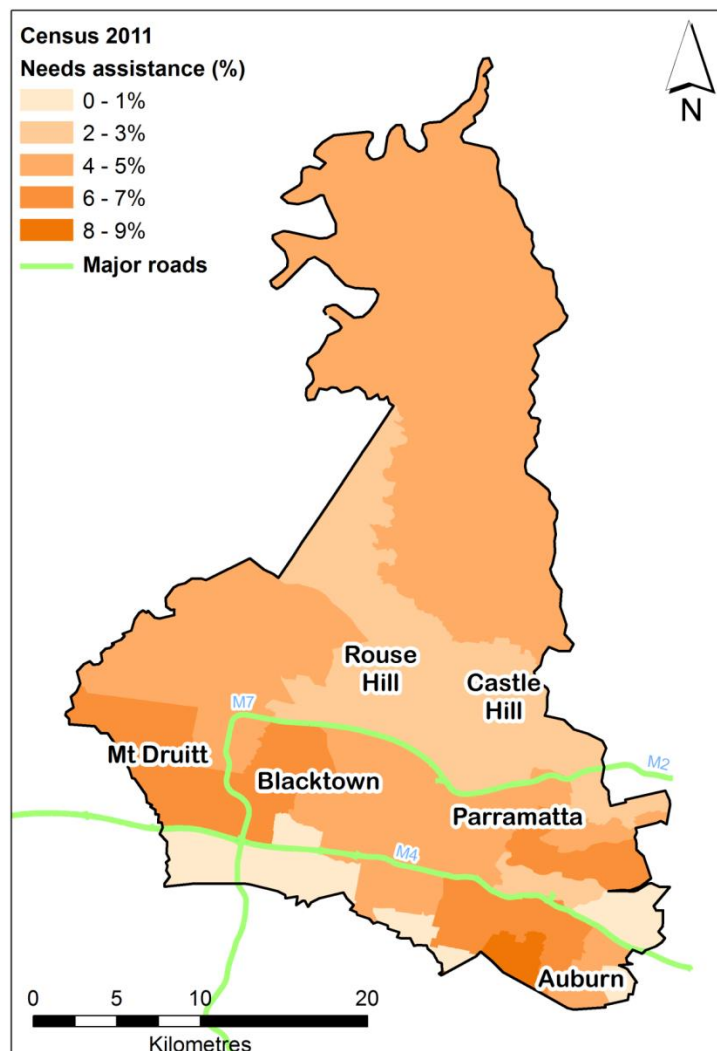 Census 2011
Needs assistance (%)
0 - 1%
2 - 3%
4 - 5%
6 - 7%
8 - 9%
Major roads
N
Rouse
Hill
Castle
Hill
M7
M2
Mt Druitt
Blacktown
Parramatta
M4
Auburn
0 5 10 20
Kilometres